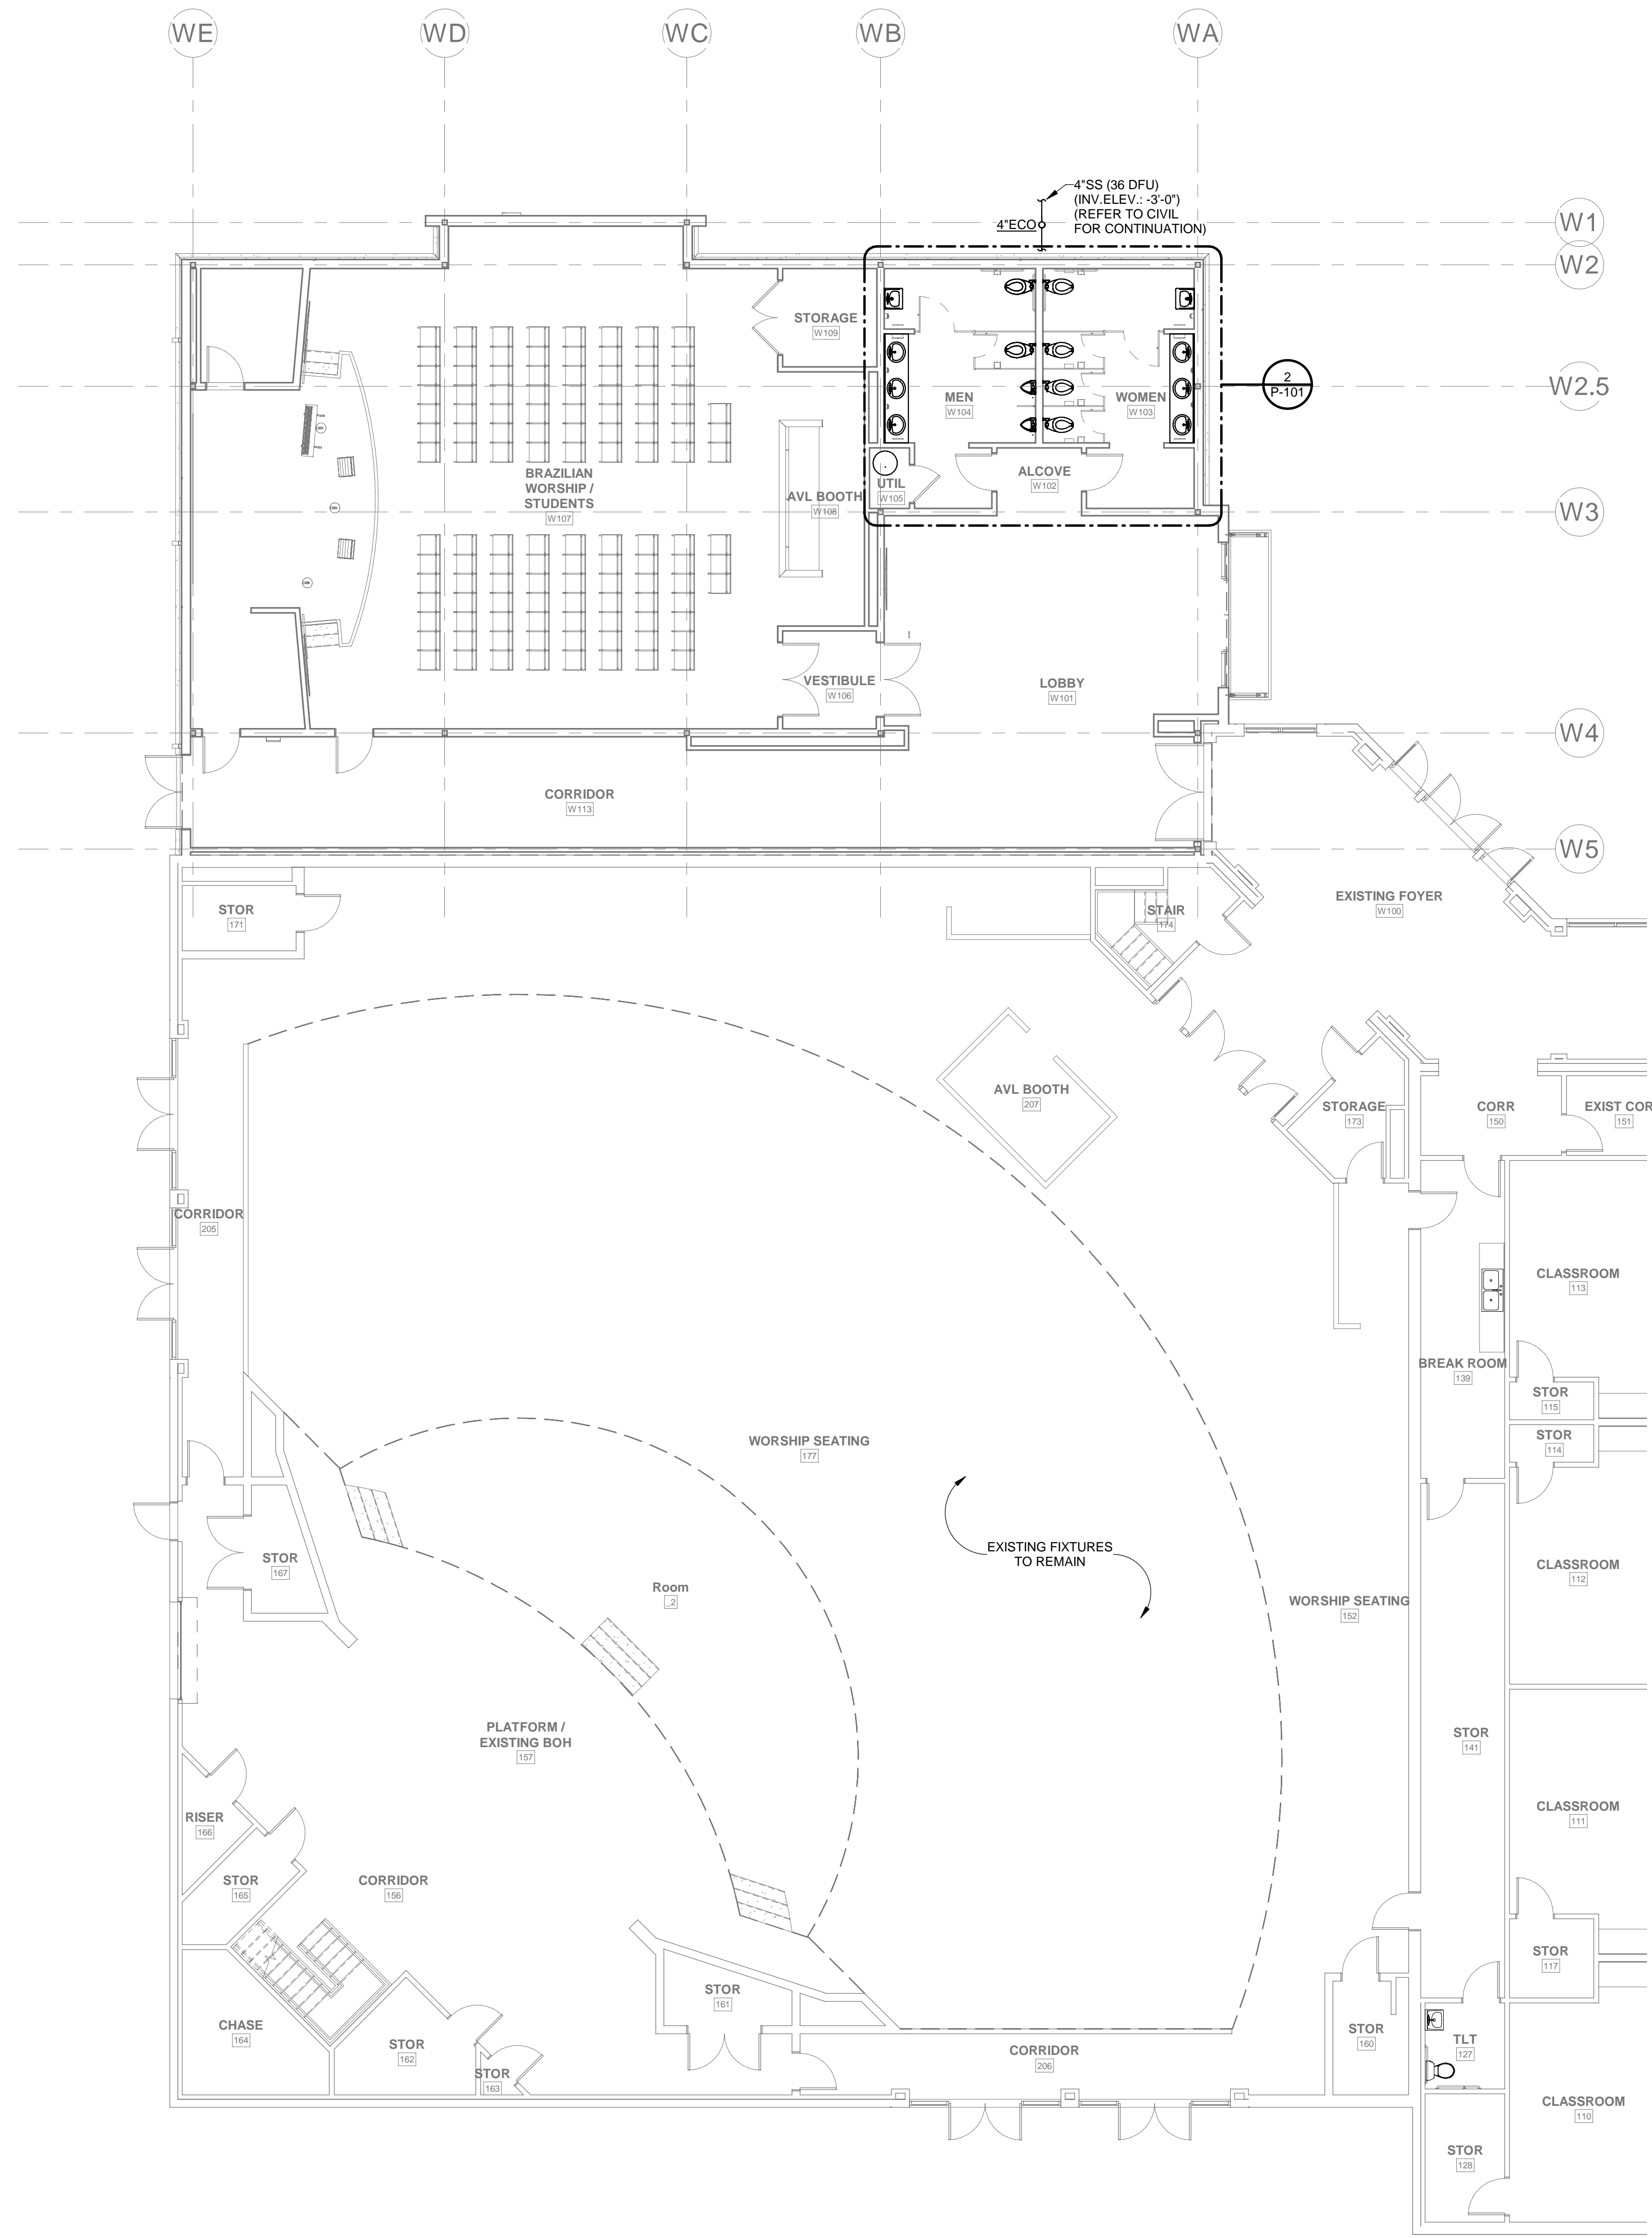 WE
WD
WC
WB
WA
4"SS (36 DFU)
(INV.ELEV.: -3'-0")
(REFER TO CIVIL
FOR CONTINUATION)
4"ECO
W1
W2
W2.5
W3
W4
W5
STORAGE
W109
MEN
W104
WOMEN
W103
2
P-101
BRAZILIAN
WORSHIP /
STUDENTS
W107
AVL BOOTH
W108
UTIL
W105
ALCOVE
W102
VESTIBULE
W106
LOBBY
W101
CORRIDOR
W113
STOR
171
STAIR
174
EXISTING FOYER
W100
AVL BOOTH
207
STORAGE
173
CORR
150
EXIST COR
151
CORRIDOR
205
CLASSROOM
113
BREAK ROOM
139
STOR
115
STOR
114
WORSHIP SEATING
177
EXISTING FIXTURES
TO REMAIN
STOR
167
Room
_2
CLASSROOM
112
WORSHIP SEATING
152
PLATFORM /
EXISTING BOH
157
STOR
141
RISER
166
CLASSROOM
111
STOR
165
CORRIDOR
156
STOR
117
STOR
161
CHASE
164
STOR
162
STOR
163
CORRIDOR
206
STOR
160
TLT
127
CLASSROOM
110
STOR
128